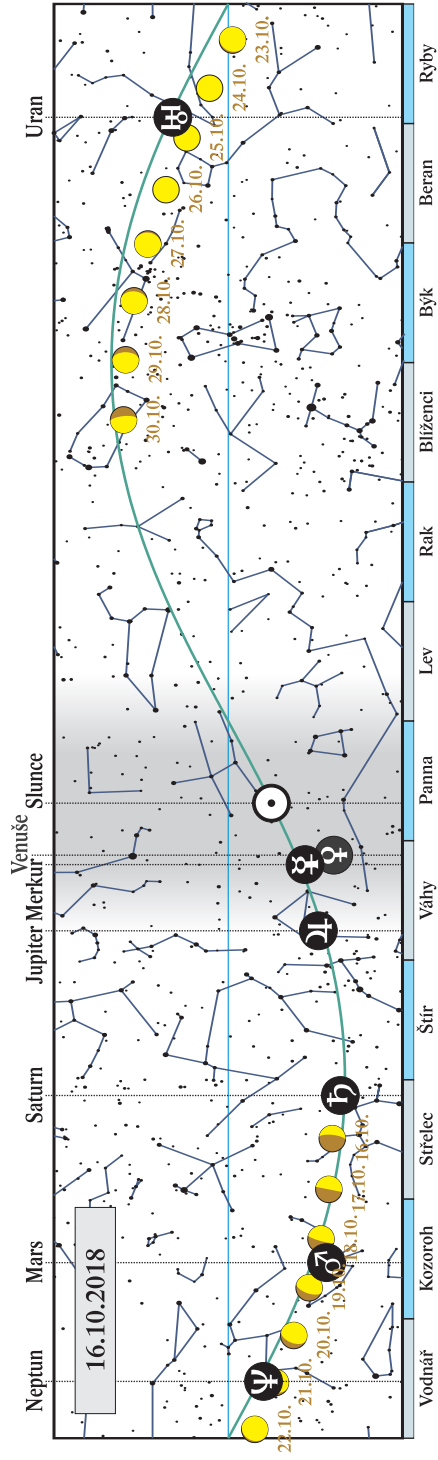 Neptun
Mars
Saturn
Jupiter
Merkur
Venuše
Slunce
Uran
16.10.2018
22.10.
21.10.
20.10.
19.10.
18.10.
17.10.
16.10.
30.10.
29.10.
28.10.
27.10.
26.10.
25.10.
24.10.
23.10.
Vodnář
Kozoroh
Střelec
Štír
Váhy
Panna
Lev
Rak
Blíženci
Býk
Beran
Ryby